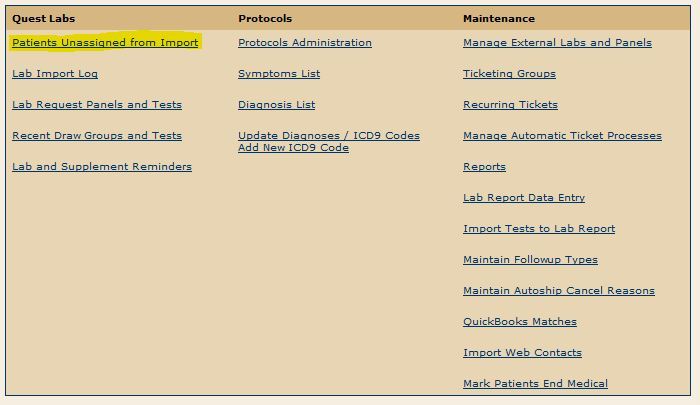 Quest Labs
Patients Unassigned from Import
Lab Import Log
Lab Request Panels and Tests
Recent Draw Groups and Tests
Lab and Supplement Reminders
Protocols
Protocols Administration
Symptoms List
Diagnosis List
Update Diagnoses / ICD9 Codes
Add New ICD9 Code
Maintenance
Manage External Labs and Panels
Ticketing Groups
Recurring Tickets
Manage Automatic Ticket Processes
Reports
Lab Report Data Entry
Import Tests to Lab Report
Maintain Followup Types
Maintain Autoship Cancel Reasons
QuickBooks Matches
Import Web Contacts
Mark Patients End Medical